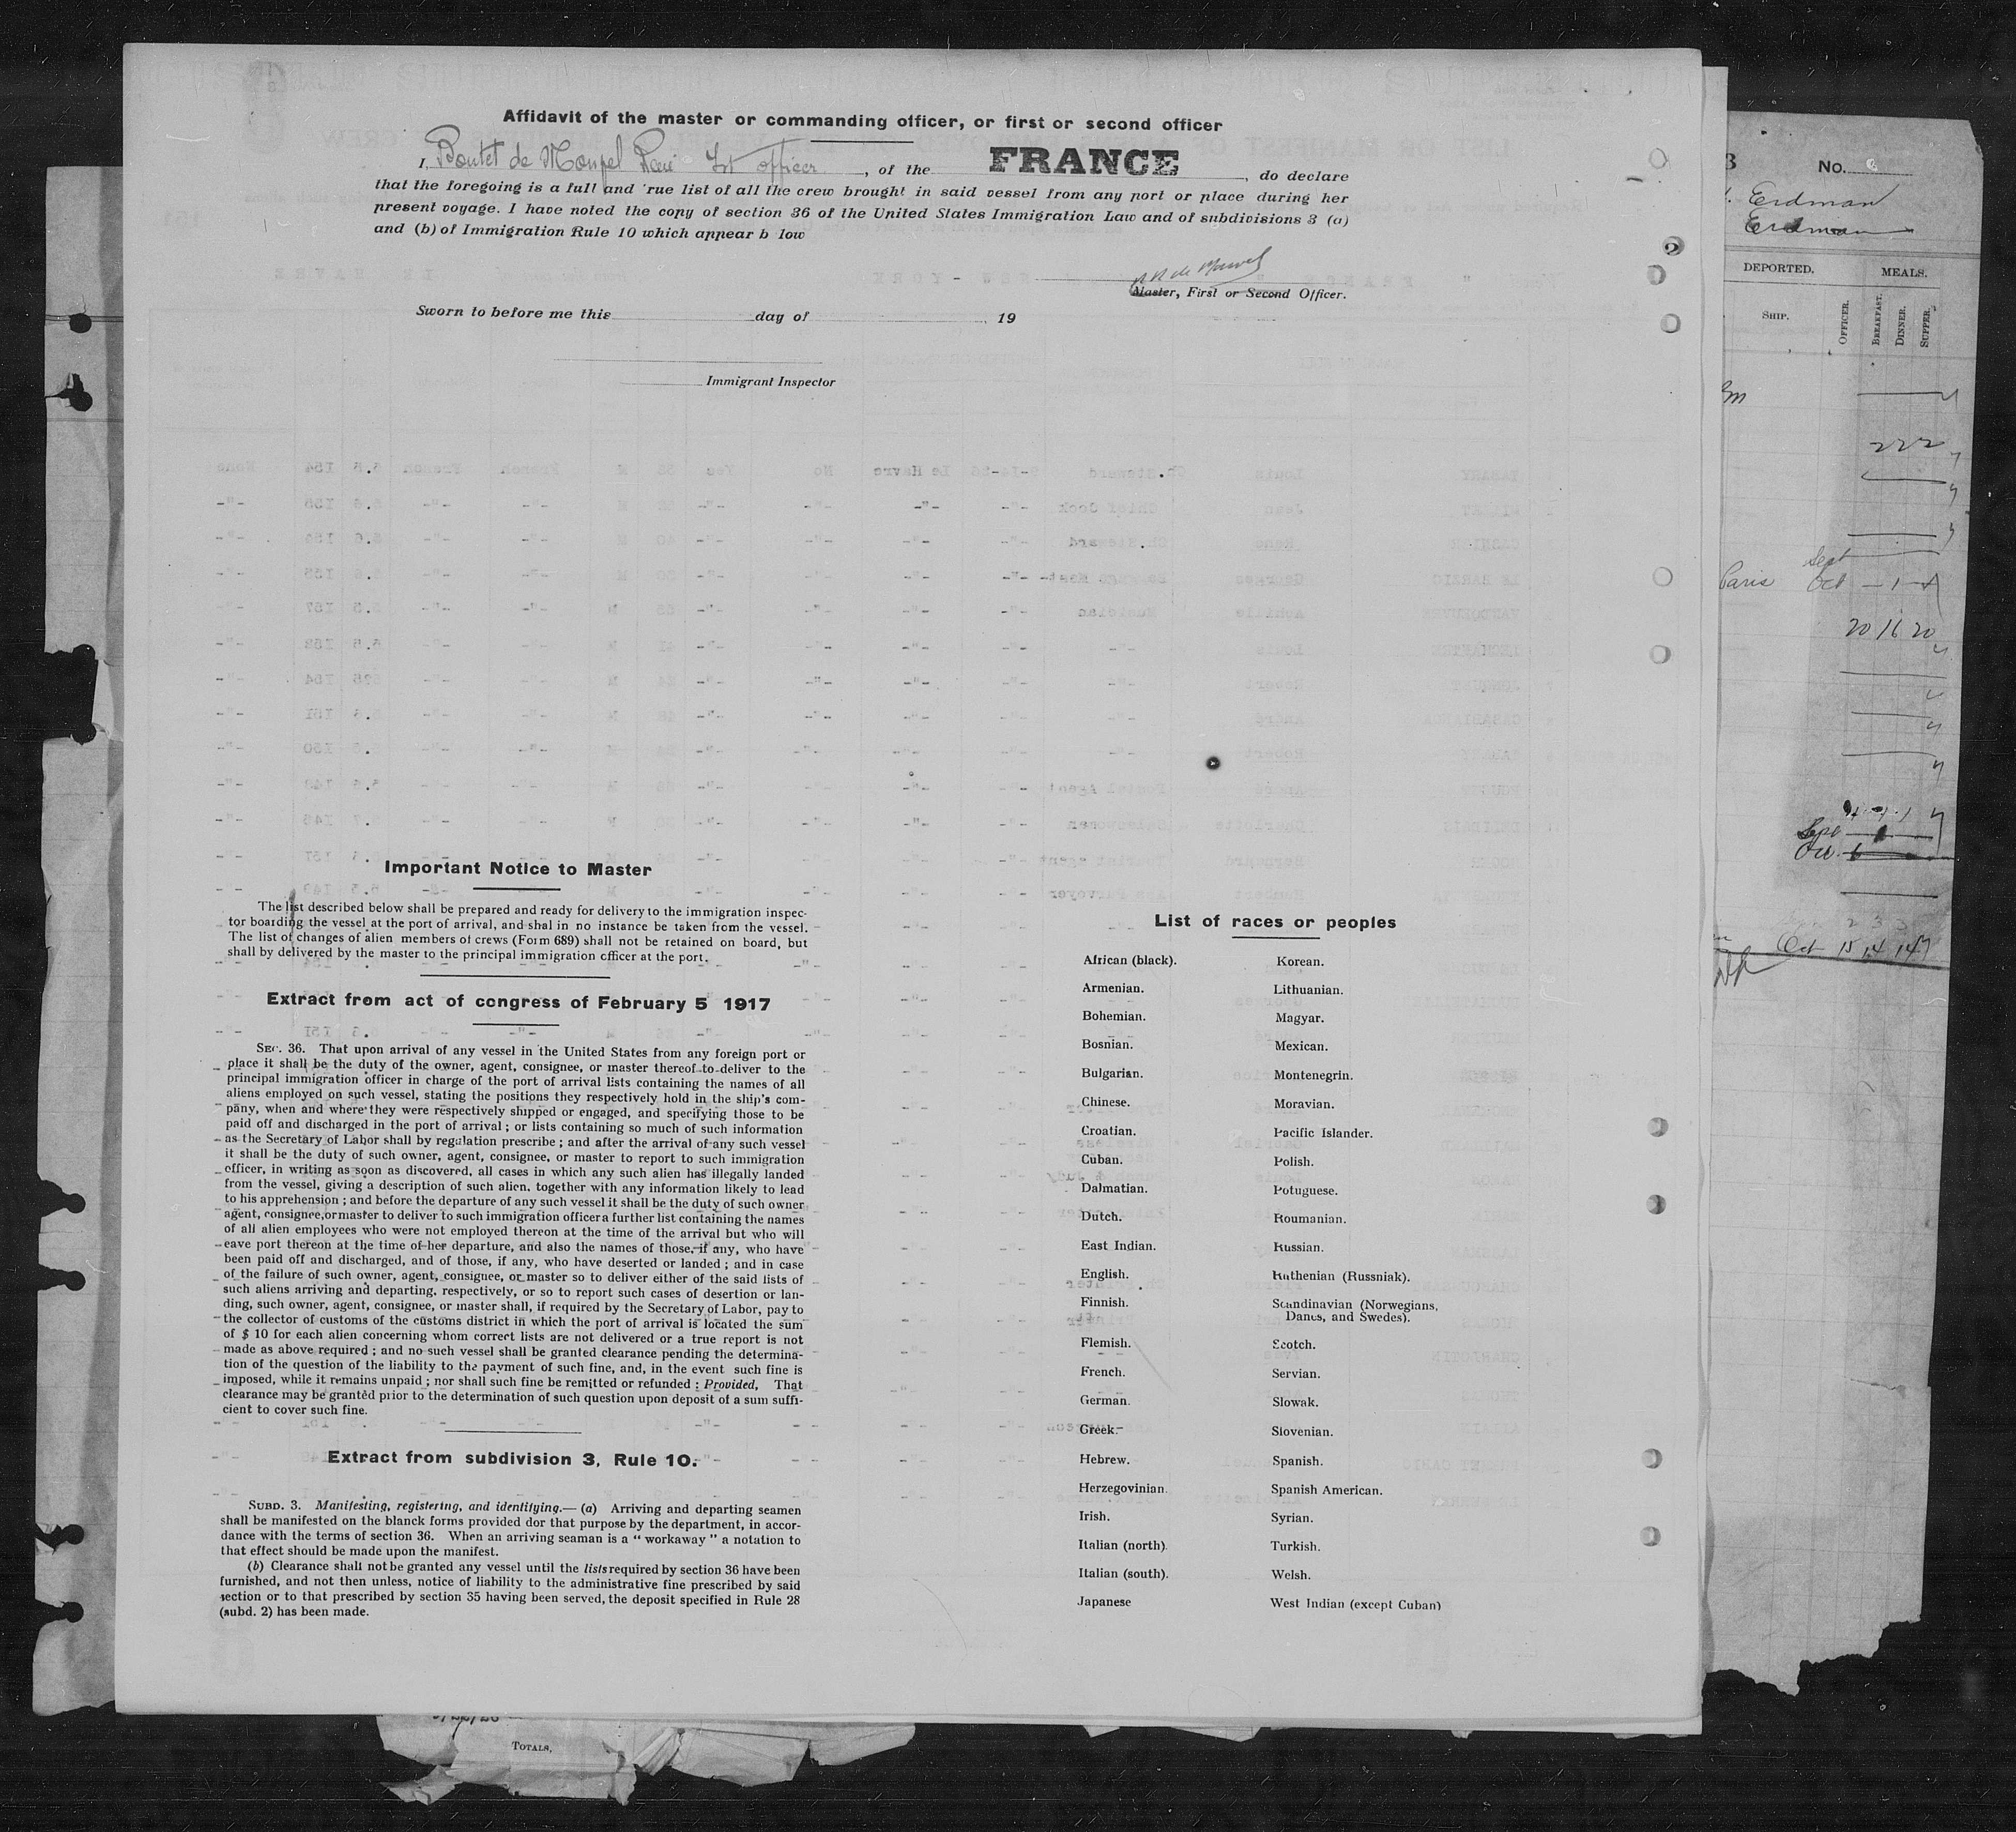 Affidavit of the master or commanding officer, or first or second officer
I, Boutet de Monvel René 1st officer, of the FRANCE, do declare
that the foregoing is a full and 'rue list of all the crew brought in said vessel from any port or place during her
present voyage. I have noted the copy of section 36 of the United States Immigration Law and of subdivisions 3 (a)
and (b) of Immigration Rule 10 which appear b low
Master, First or Second Officer.
Sworn to before me this day of 19
Immigrant Inspector
Important Notice to Master
The list described below shall be prepared and ready for delivery to the immigration inspec-
tor boarding the vessel at the port of arrival, and shal in no instance be taken from the vessel.
The list of changes of alien members of crews (Form 689) shall not be retained on board, but
shall by delivered by the master to the principal immigration officer at the port.
Extract from act of congress of February 5 1917
SEC. 36. That upon arrival of any vessel in the United States from any foreign port or
place it shall be the duty of the owner, agent, consignee, or master thereof to deliver to the
principal immigration officer in charge of the port of arrival lists containing the names of all
aliens employed on such vessel, stating the positions they respectively hold in the ship's com-
pany, when and where they were respectively shipped or engaged, and specifying those to be
paid off and discharged in the port of arrival ; or lists containing so much of such information
as the Secretary of Labor shall by regulation prescribe ; and after the arrival of any such vessel
it shall be the duty of such owner, agent, consignee, or master to report to such immigration
officer, in writing as soon as discovered, all cases in which any such alien has illegally landed
from the vessel, giving a description of such alien. together with any information likely to lead
to his apprehension ; and before the departure of any such vessel it shall be the duty of such owner
agent, consignee,ormaster to deliver to such immigration officer a further list containing the names
of all alien employees who were not employed thereon at the time of the arrival but who will
eave port thereon at the time of her departure, and also the names of those, if any, who have
been paid off and discharged, and of those, if any, who have deserted or landed ; and in case
of the failure of such owner, agent, consignee, or master so to deliver either of the said lists of
such aliens arriving and departing, respectively, or so to report such cases of desertion or lan-
ding, such owner, agent, consignee, or master shall, if required by the Secretary of Labor, pay to
the collector of customs of the customs district in which the port of arrival is located the sum
of $ 10 for each alien concerning whom correct lists are not delivered or a true report is not
made as above required ; and no such vessel shall be granted clearance pending the determina-
tion of the question of the liability to the payment of such fine, and, in the event such fine is
imposed, while it remains unpaid ; nor shall such fine be remitted or refunded : Provided, That
clearance may be granted prior to the determination of such question upon deposit of a sum suffi-
cient to cover such fine.
Extract from subdivision 3, Rule 10.
SUBD. 3. Manifesting, registering, and identifying.— (a) Arriving and departing seamen
shall be manifested on the blanck forms provided dor that purpose by the department, in accor-
dance with the terms of section 36. When an arriving seaman is a " workaway " a notation to
that effect should be made upon the manifest.
(b) Clearance shall not be granted any vessel until the lists required by section 36 have been
furnished, and not then unless, notice of liability to the administrative fine prescribed by said
section or to that prescribed by section 35 having been served, the deposit specified in Rule 28
(subd. 2) has been made.
List of races or peoples
African (black).
Armenian.
Bohemian.
Bosnian.
Bulgarian.
Chinese.
Croatian.
Cuban.
Dalmatian.
Dutch.
East Indian.
English.
Finnish.
Flemish.
French.
German.
Greek.
Hebrew.
Herzegovinian.
Irish.
Italian (north).
Italian (south).
Japanese
Korean.
Lithuanian.
Magyar.
Mexican.
Montenegrin.
Moravian.
Pacific Islander.
Polish.
Potuguese.
Roumanian.
Russian.
Ruthenian (Russniak).
Scandinavian (Norwegians,
Danes, and Swedes).
Scotch.
Servian.
Slowak.
Slovenian.
Spanish.
Spanish American.
Syrian.
Turkish.
Welsh.
West Indian (except Cuban)
No.
Erdman
Erdman
DEPORTED.
MEALS.
SHIP.
OFFICER.
BREAKFAST.
DINNER.
SUPPER.
2 2 2
Sept
Paris Oct — 1 —
20 16 20
Oct 15 14 14
2
TOTALS.